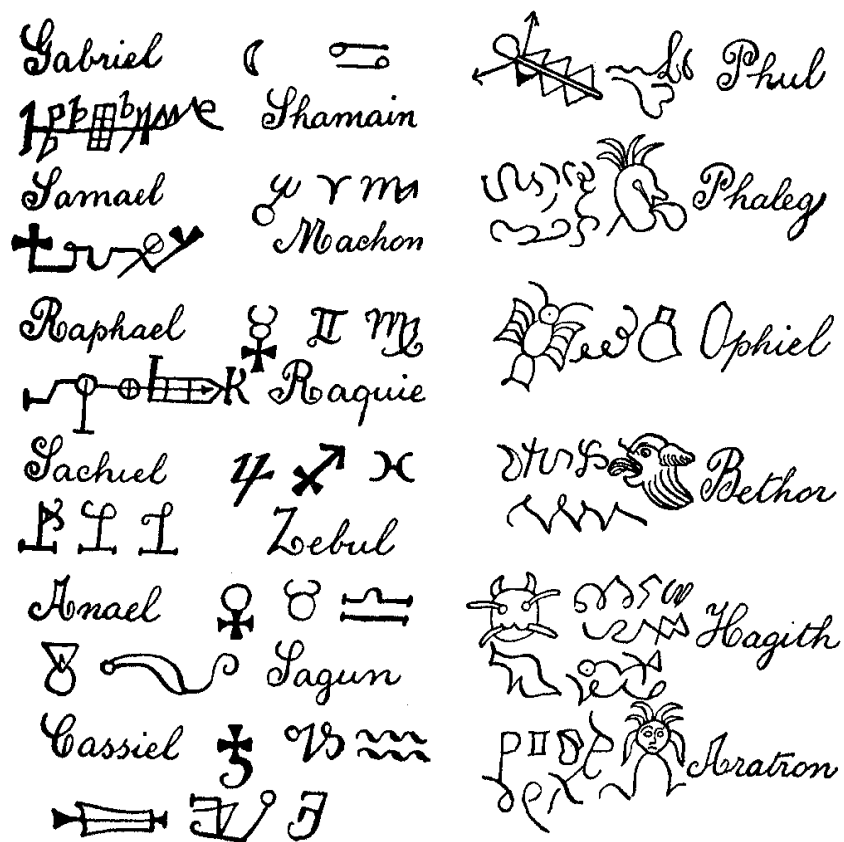 Gabriel ☽ ♋ Phul
Shamain
Samael ♂ ♈ ♏ Phaleg
Machon
Raphael ☿ ♊ ♍ Ophiel
Raquie
Sachiel ♃ ♐ ♓ Bethor
Zebul
Anael ♀ ♉ ♎ Hagith
Sagun
Cassiel ♄ ♑ ♒ Aratron